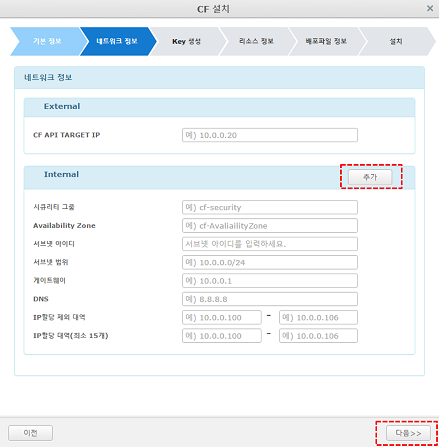 CF 설치
기본 정보 네트워크 정보 Key 생성 리소스 정보 배포파일 정보 설치
네트워크 정보
External
CF API TARGET IP 예) 10.0.0.20
Internal 추가
시큐리티 그룹 예) cf-security
Availability Zone 예) cf-AvaliailityZone
서브넷 아이디 서브넷 아이디를 입력하세요.
서브넷 범위 예) 10.0.0.0/24
게이트웨이 예) 10.0.0.1
DNS 예) 8.8.8.8
IP할당 제외 대역 예) 10.0.0.100 - 예) 10.0.0.106
IP할당 대역(최소 15개) 예) 10.0.0.100 - 예) 10.0.0.106
이전 다음>>